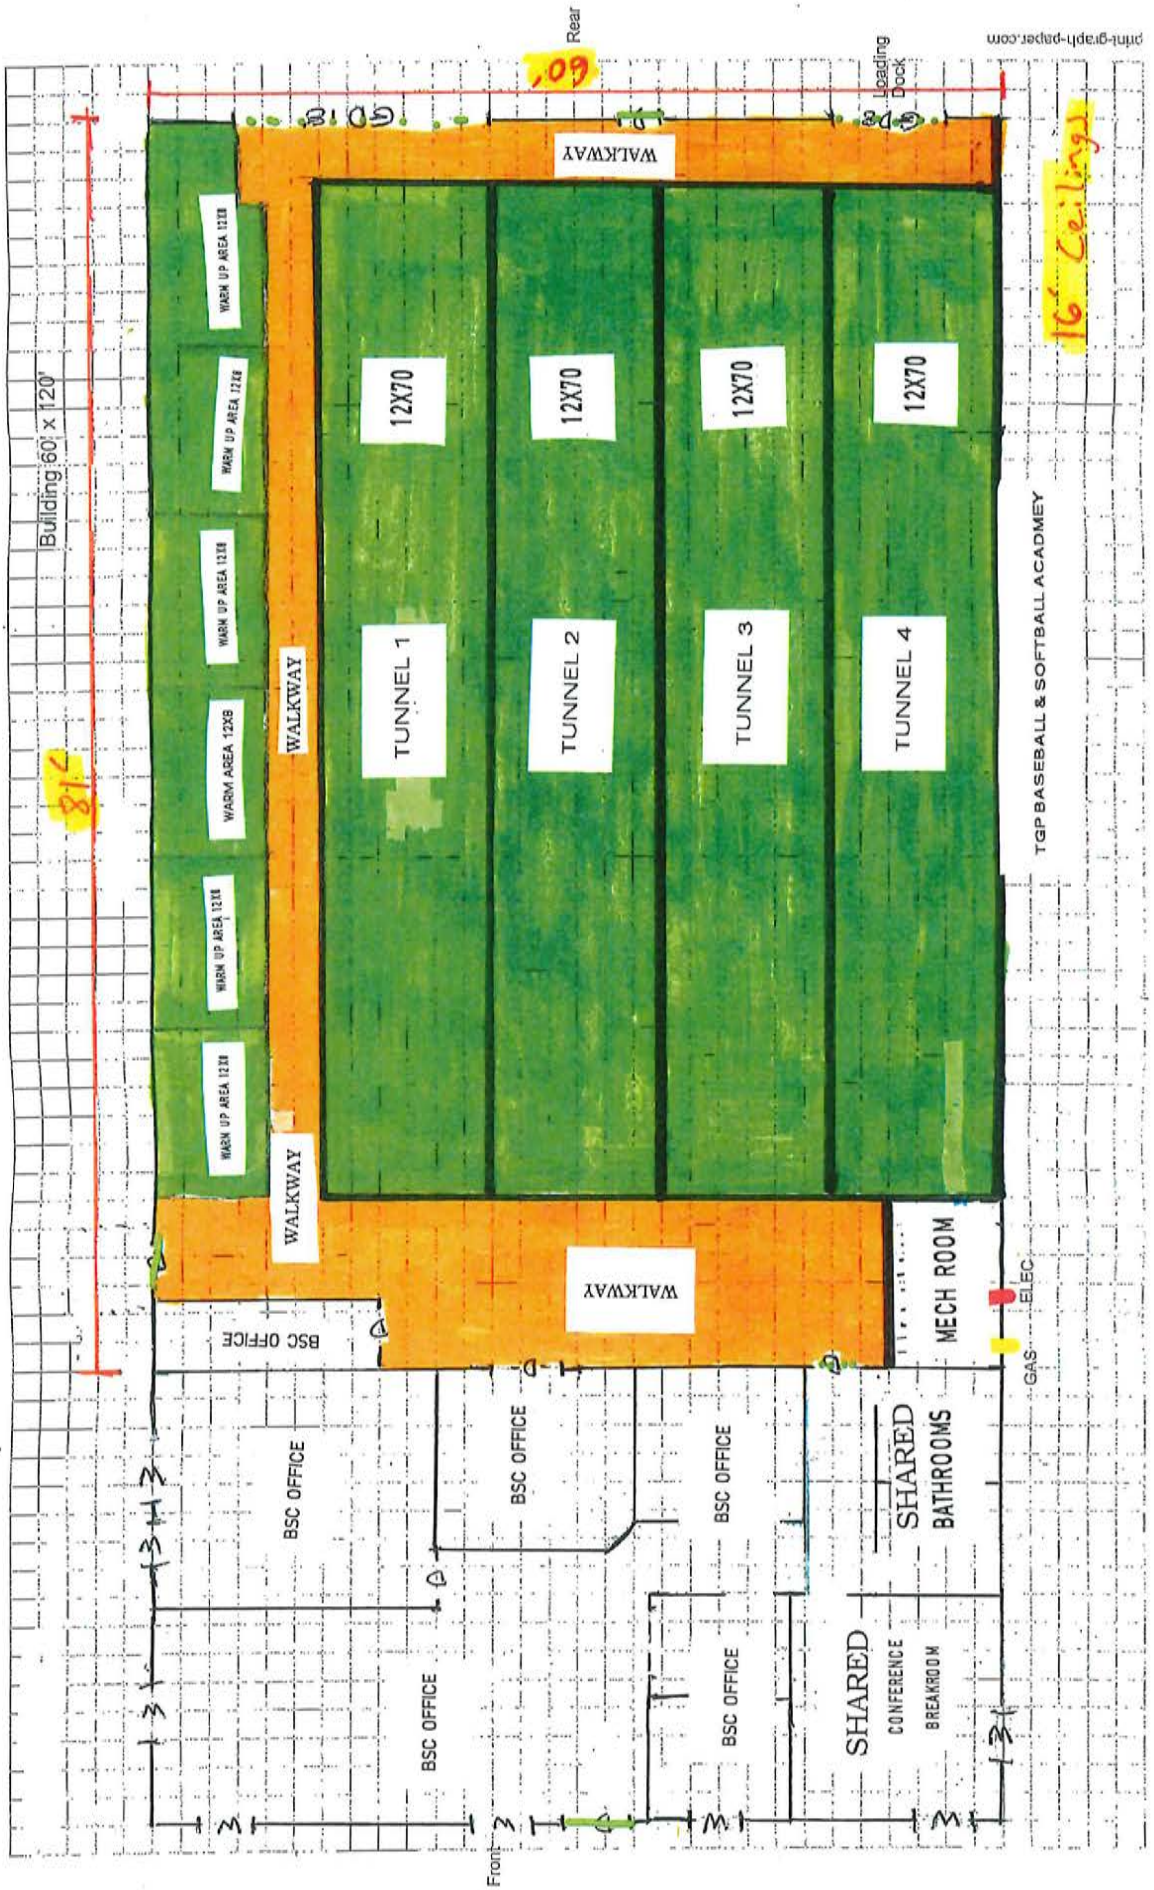 Building 60' x 120'
81'
60'
Rear
Loading
Dock
16' Ceilings
WARM UP AREA 12X8
WARM UP AREA 12X8
WARM AREA 12X8
WARM UP AREA 12X8
WARM UP AREA 12X8
WARM UP AREA 12X8
WALKWAY
WALKWAY
WALKWAY
WALKWAY
TUNNEL 1
12X70
TUNNEL 2
12X70
TUNNEL 3
12X70
TUNNEL 4
12X70
BSC OFFICE
BSC OFFICE
BSC OFFICE
BSC OFFICE
BSC OFFICE
BSC OFFICE
MECH ROOM
SHARED
BATHROOMS
SHARED
CONFERENCE
BREAKROOM
GAS
ELEC
Front
TGP BASEBALL & SOFTBALL ACADMEY
print-graph-paper.com